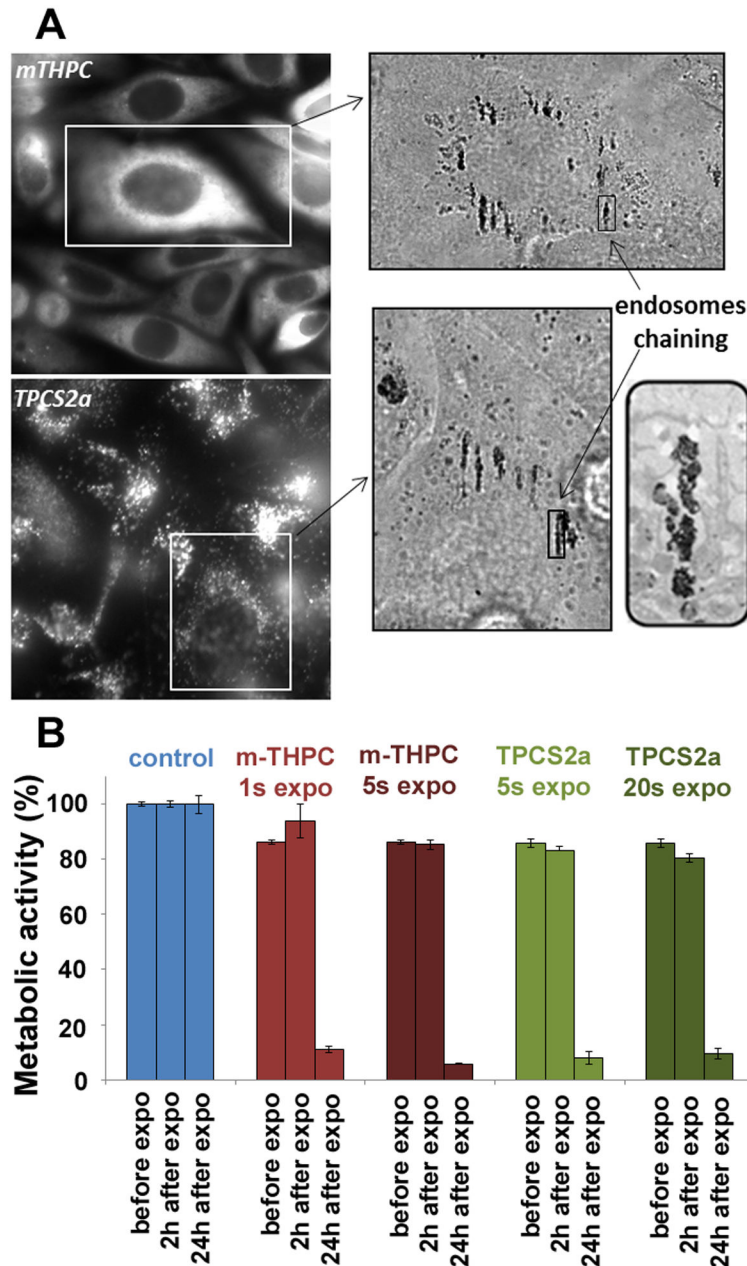 A
mTHPC
endosomes
chaining
TPCS2a
B
control
m-THPC
1s expo
m-THPC
5s expo
TPCS2a
5s expo
TPCS2a
20s expo
Metabolic activity (%)
100
80
60
40
20
0
before expo
2h after expo
24h after expo
before expo
2h after expo
24h after expo
before expo
2h after expo
24h after expo
before expo
2h after expo
24h after expo
before expo
2h after expo
24h after expo